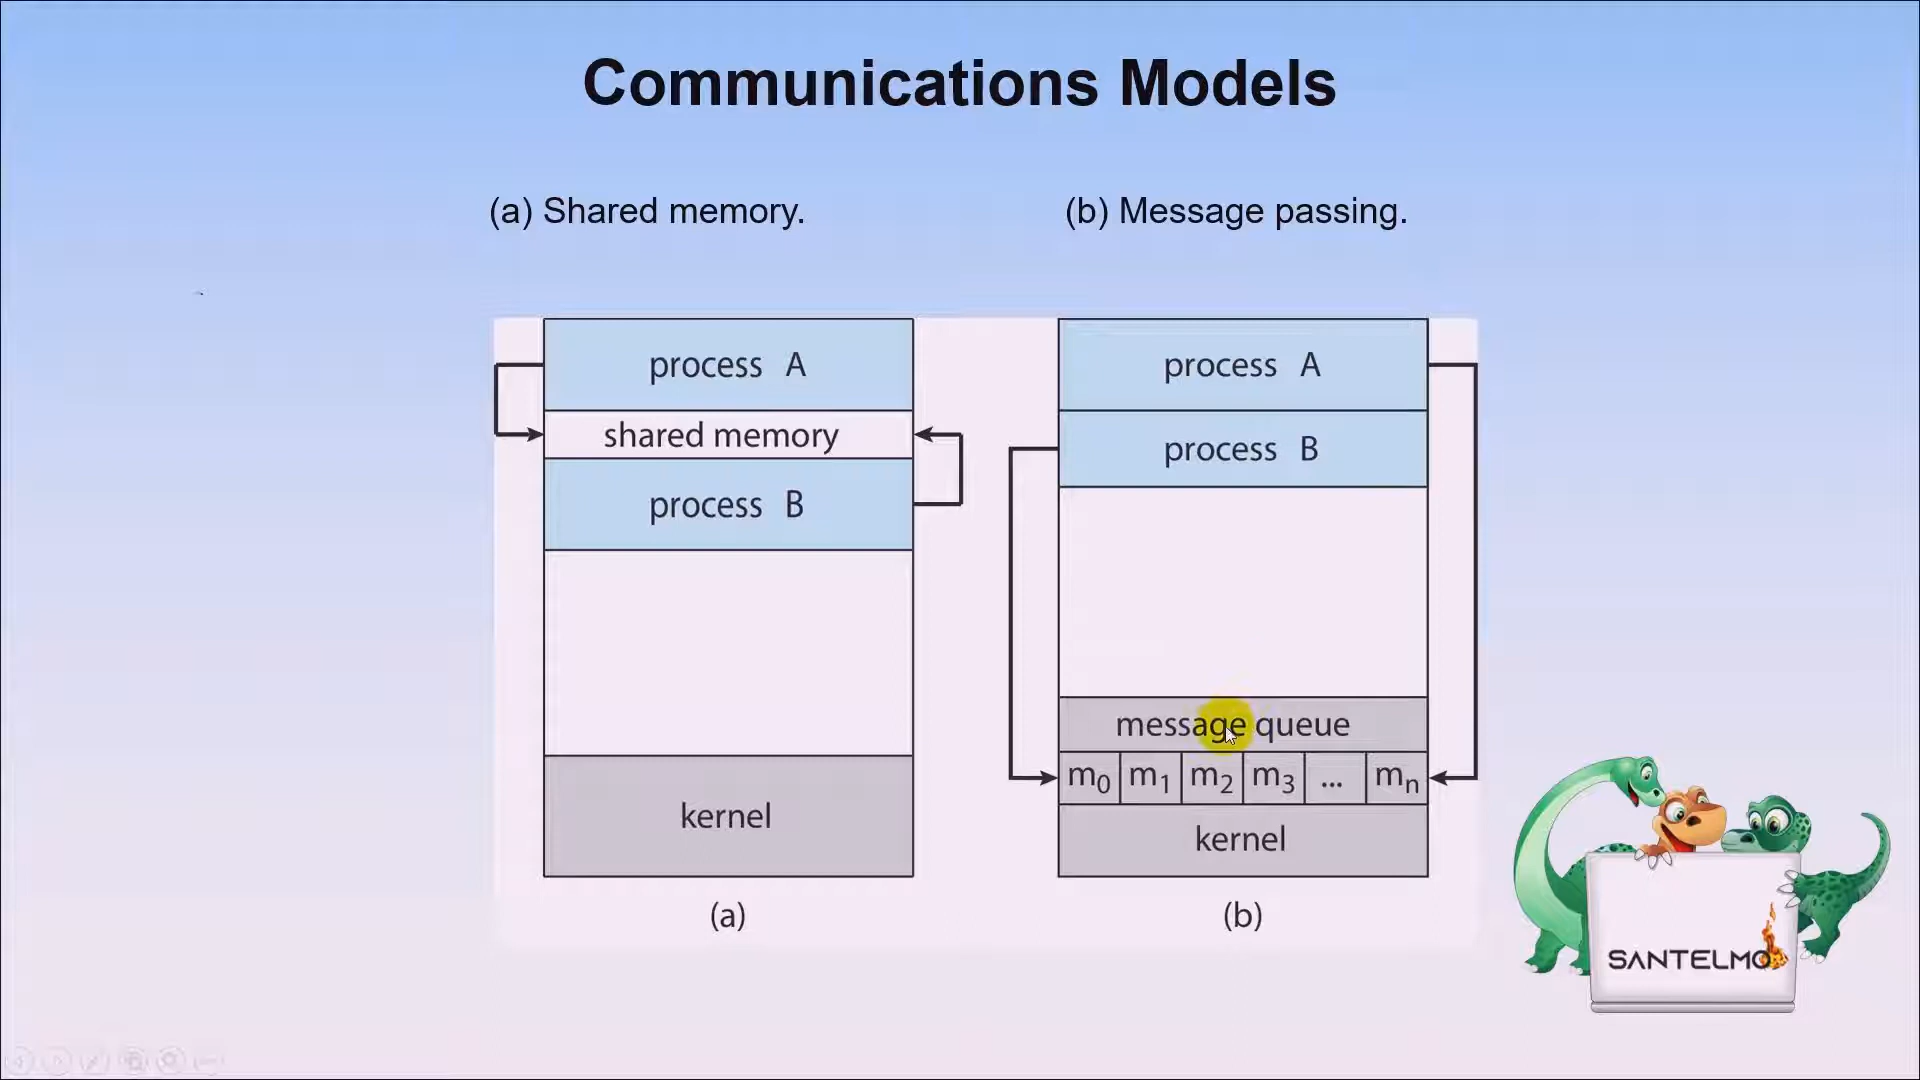 Communications Models
(a) Shared memory.
(b) Message passing.
process A
shared memory
process B
kernel
(a)
process A
process B
message queue
m0 m1 m2 m3 ... mn
kernel
(b)
SANTELMO